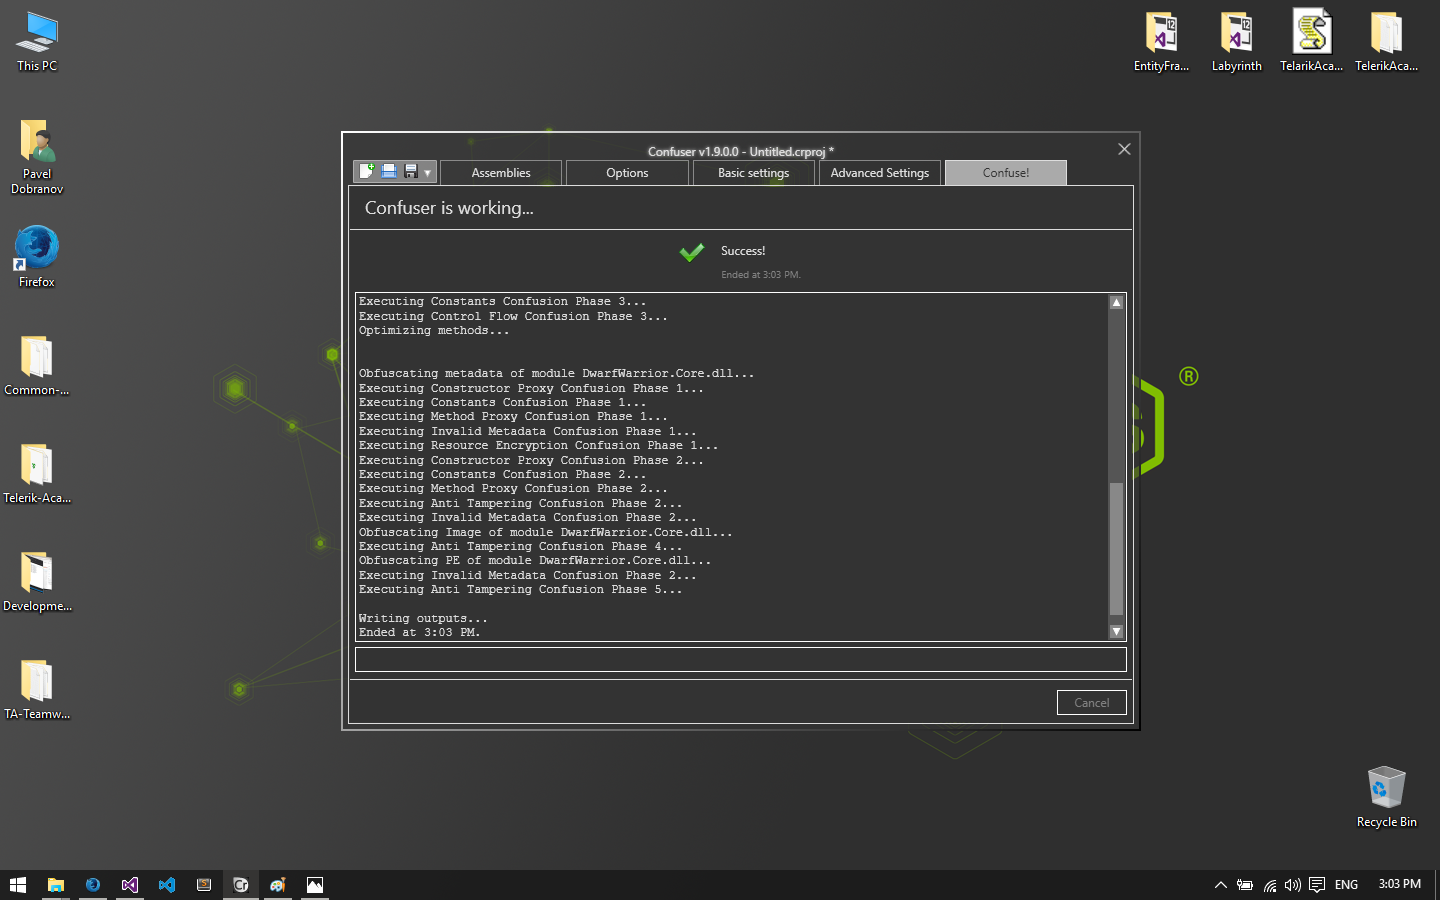 This PC
Pavel
Dobranov
Firefox
Common-...
Telerik-Aca...
Developme...
TA-Teamw...
EntityFra...
Labyrinth
TelarikAca...
TelerikAca...
12
12
Confuser v1.9.0.0 - Untitled.crproj *
Assemblies
Options
Basic settings
Advanced Settings
Confuse!
Confuser is working...
Success!
Ended at 3:03 PM.
Executing Constants Confusion Phase 3...
Executing Control Flow Confusion Phase 3...
Optimizing methods...
Obfuscating metadata of module DwarfWarrior.Core.dll...
Executing Constructor Proxy Confusion Phase 1...
Executing Constants Confusion Phase 1...
Executing Method Proxy Confusion Phase 1...
Executing Invalid Metadata Confusion Phase 1...
Executing Resource Encryption Confusion Phase 1...
Executing Constructor Proxy Confusion Phase 2...
Executing Constants Confusion Phase 2...
Executing Method Proxy Confusion Phase 2...
Executing Anti Tampering Confusion Phase 2...
Executing Invalid Metadata Confusion Phase 2...
Obfuscating Image of module DwarfWarrior.Core.dll...
Executing Anti Tampering Confusion Phase 4...
Obfuscating PE of module DwarfWarrior.Core.dll...
Executing Invalid Metadata Confusion Phase 2...
Executing Anti Tampering Confusion Phase 5...
Writing outputs...
Ended at 3:03 PM.
Cancel
®
Recycle Bin
Cr
ENG
3:03 PM